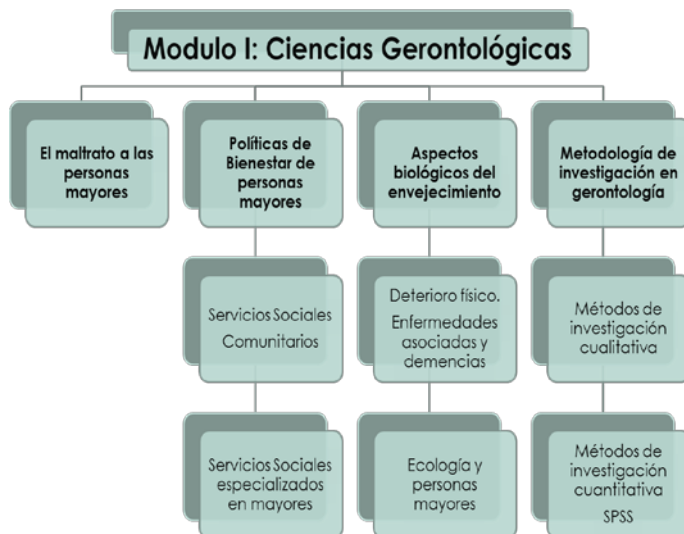 Modulo I: Ciencias Gerontológicas
El maltrato a las
personas
mayores
Políticas de
Bienestar de
personas
mayores
Aspectos
biológicos del
envejecimiento
Metodología de
investigación en
gerontología
Servicios Sociales
Comunitarios
Deterioro físico.
Enfermedades
asociadas y
demencias
Métodos de
investigación
cualitativa
Servicios Sociales
especializados
en mayores
Ecología y
personas
mayores
Métodos de
investigación
cuantitativa
SPSS